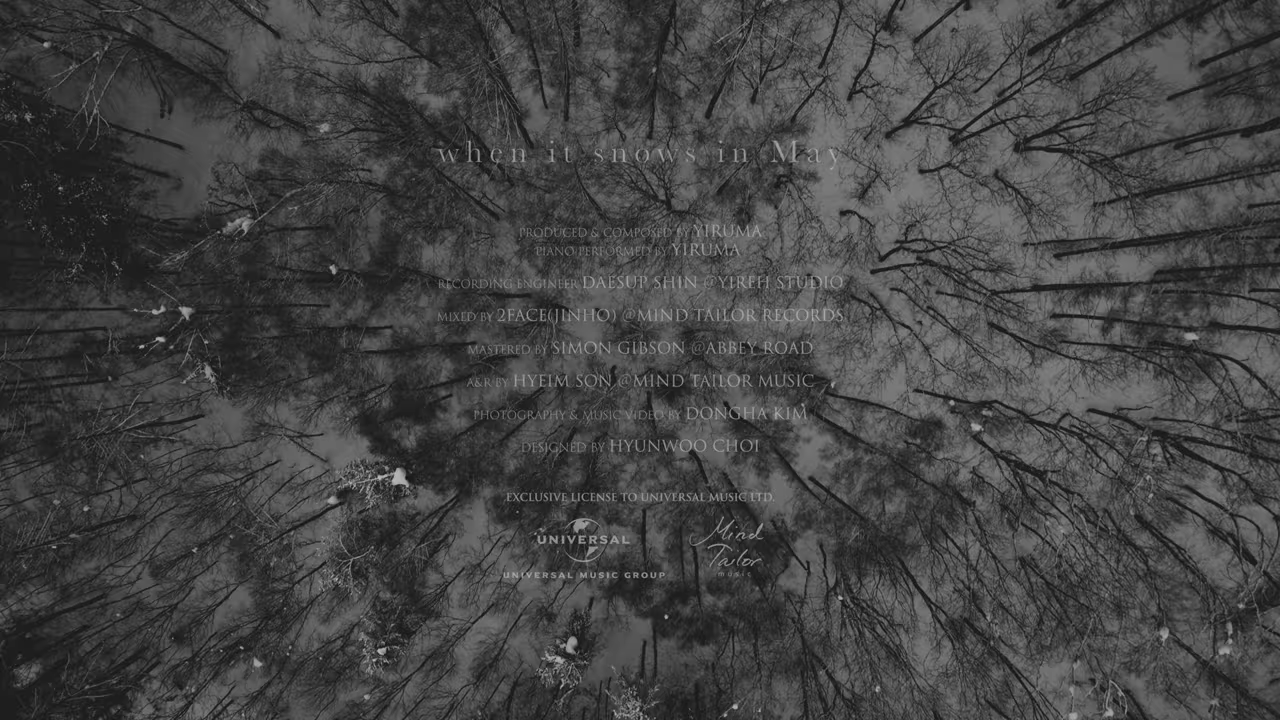 when it snows in May
PRODUCED & COMPOSED BY YIRUMA
PIANO PERFORMED BY YIRUMA
RECORDING ENGINEER DAESUP SHIN @YIREH STUDIO
MIXED BY 2FACE(JINHO) @MIND TAILOR RECORDS
MASTERED BY SIMON GIBSON @ABBEY ROAD
A&R BY HYEIM SON @MIND TAILOR MUSIC
PHOTOGRAPHY & MUSIC VIDEO BY DONGHA KIM
DESIGNED BY HYUNWOO CHOI
EXCLUSIVE LICENSE TO UNIVERSAL MUSIC LTD.
UNIVERSAL
UNIVERSAL MUSIC GROUP
Mind
Tailor
music